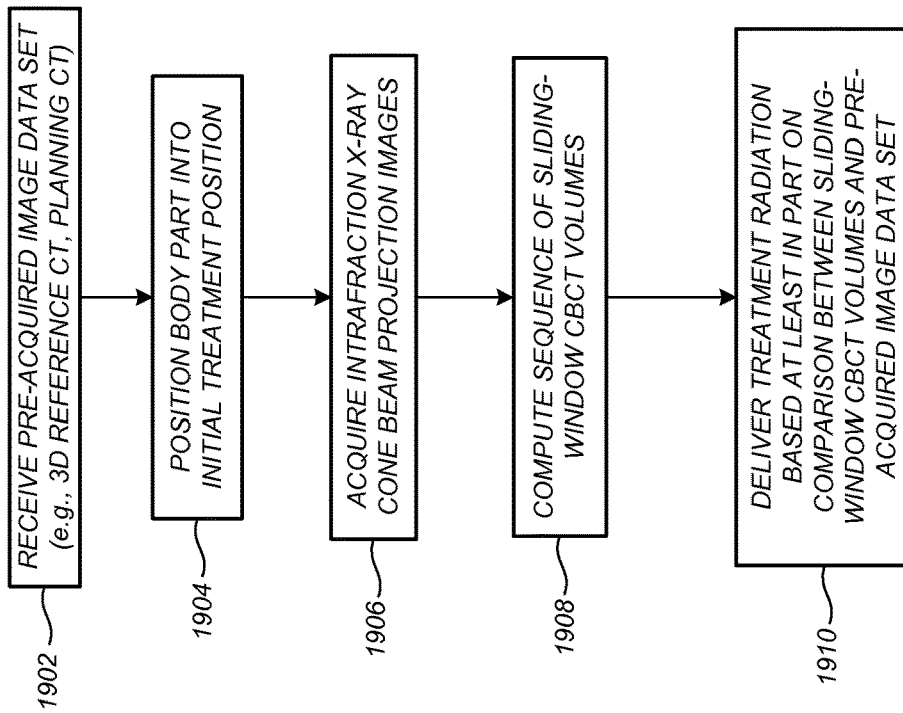 RECEIVE PRE-ACQUIRED IMAGE DATA SET
(e.g., 3D REFERENCE CT, PLANNING CT
1902
POSITION BODY PART INTO
INITIAL TREATMENT POSITION
1904
ACQUIRE INTRAFRACTION X-RAY
CONE BEAM PROJECTION IMAGES
1906
COMPUTE SEQUENCE OF SLIDING-
WINDOW CBCT VOLUMES
1908
DELIVER TREATMENT RADIATION
BASED AT LEAST IN PART ON
COMPARISON BETWEEN SLIDING-
WINDOW CBCT VOLUMES AND PRE-
ACQUIRED IMAGE DATA SET
1910